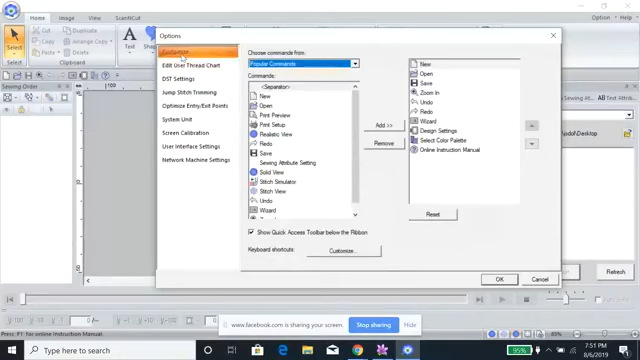 Home
Image
ScanNCut
Option
Help
Select
Cut
Copy
Duplicate
Arrange Copy
Select
Text
Sha
Sewing Order
Sewing At
Text Attrib
Options
Edit User Thread Chart
DST Settings
Jump Stitch Trimming
Optimize Entry/Exit Points
System Unit
Screen Calibration
User Interface Settings
Network Machine Settings
Choose commands from:
Popular Commands
Commands:
<Separator>
New
Open
Print Preview
Print Setup
Realistic View
Redo
Save
Sewing Attribute Setting
Solid View
Stitch Simulator
Stitch View
Undo
Wizard
Add >>
Remove
New
Open
Save
Zoom In
Undo
Redo
Wizard
Design Settings
Select Color Palette
Online Instruction Manual
Reset
Show Quick Access Toolbar below the Ribbon
Keyboard shortcuts:
Customize...
OK
Cancel
Refresh
Press F1 for online Instruction Manual.
www.facebook.com is sharing your screen.
Stop sharing
Hide
Type here to search
95%
7:51 PM
8/6/2019